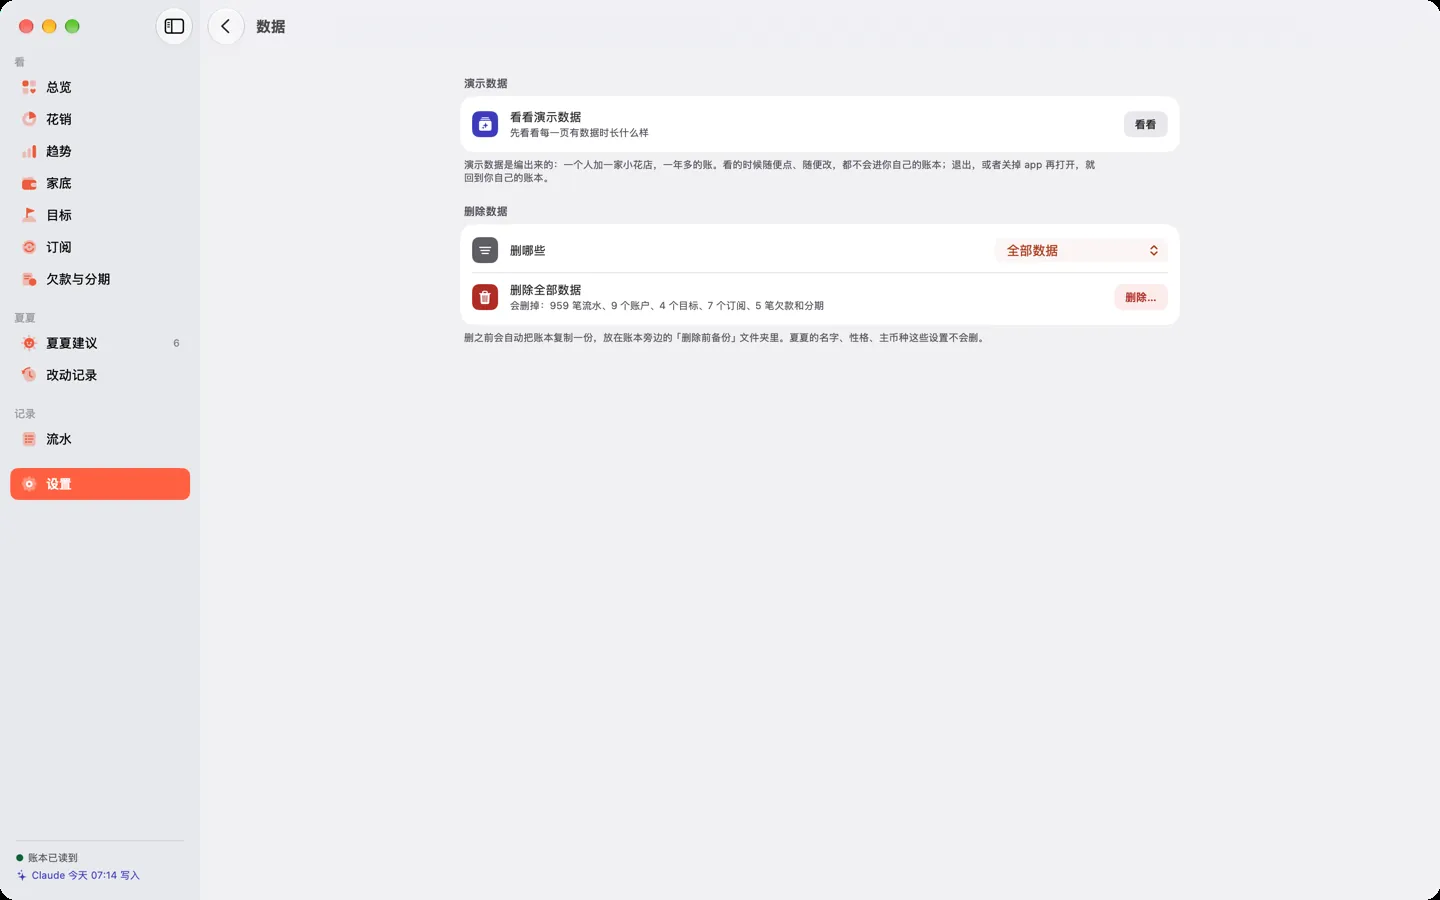 数据
看
总览
花销
趋势
家底
目标
订阅
欠款与分期
夏夏
夏夏建议 6
改动记录
记录
流水
设置
账本已读到
Claude 今天 07:14 写入
演示数据
看看演示数据
先看看每一页有数据时长什么样
看看
演示数据是编出来的：一个人加一家小花店，一年多的账。看的时候随便点、随便改，都不会进你自己的账本；退出，或者关掉 app 再打开，就
回到你自己的账本。
删除数据
删哪些
全部数据
删除全部数据
会删掉：959 笔流水、9 个账户、4 个目标、7 个订阅、5 笔欠款和分期
删除...
删之前会自动把账本复制一份，放在账本旁边的「删除前备份」文件夹里。夏夏的名字、性格、主币种这些设置不会删。